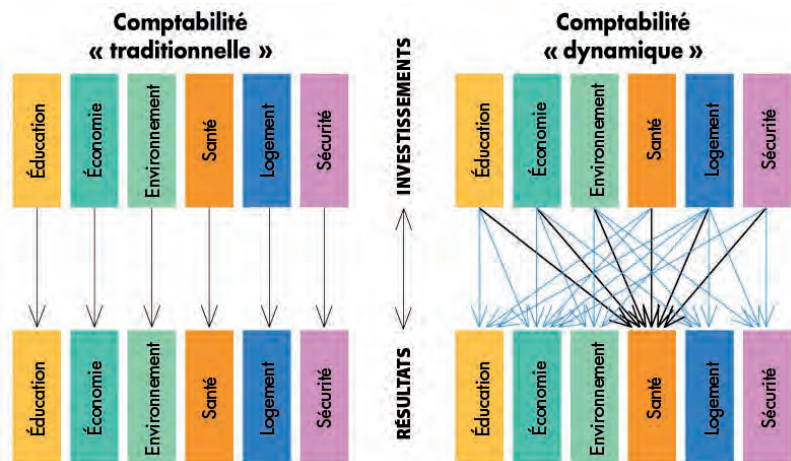 Comptabilité
« traditionnelle »
Comptabilité
« dynamique »
Éducation
Économie
Environnement
Santé
Logement
Sécurité
INVESTISSEMENTS
Éducation
Économie
Environnement
Santé
Logement
Sécurité
Éducation
Économie
Environnement
Santé
Logement
Sécurité
RÉSULTATS
Éducation
Économie
Environnement
Santé
Logement
Sécurité